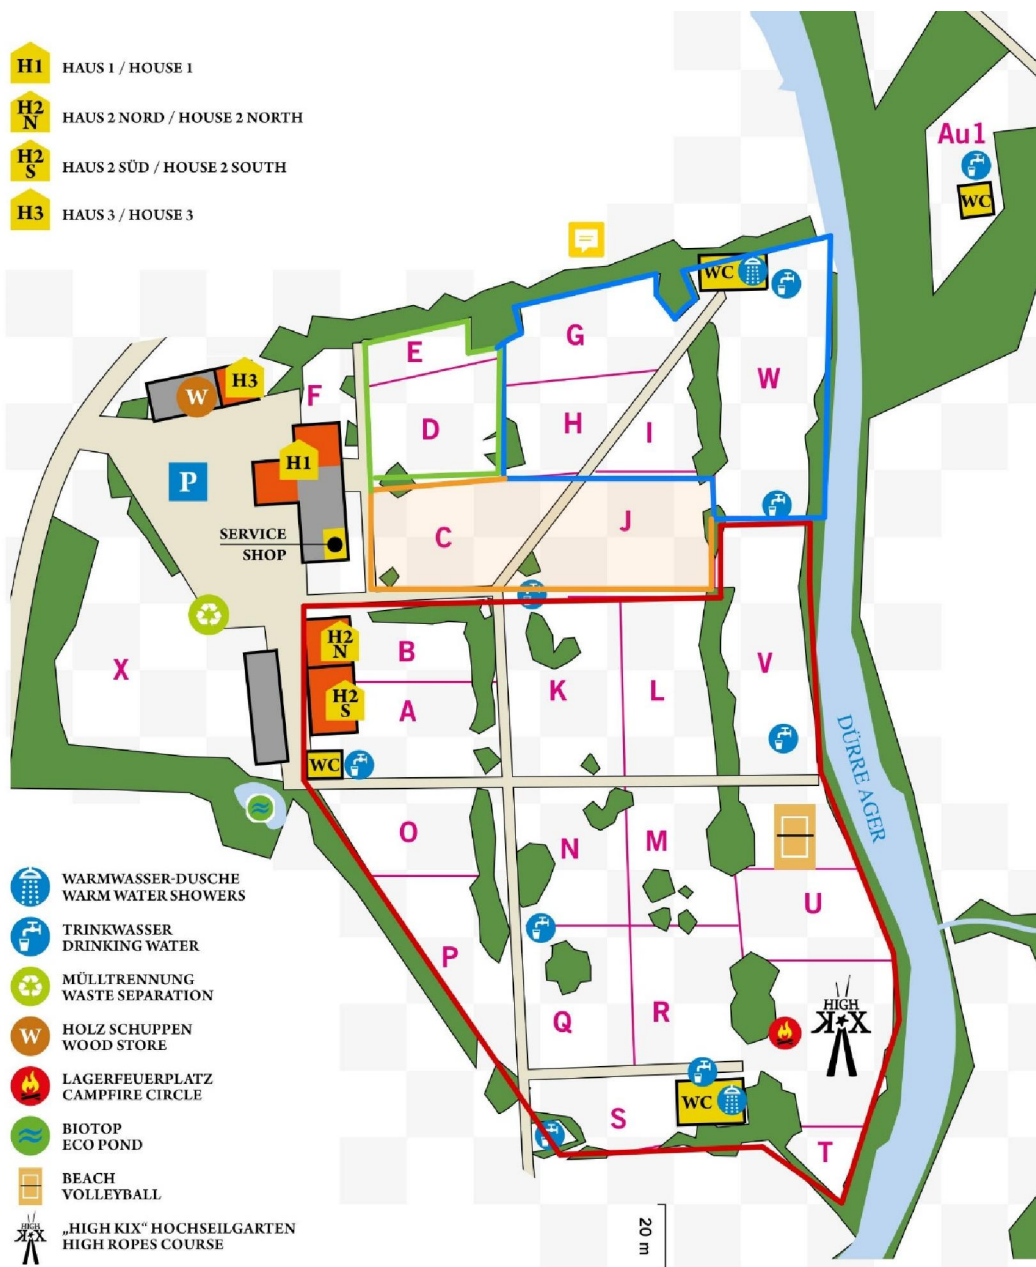 H1
HAUS 1 / HOUSE 1
H2
N
HAUS 2 NORD / HOUSE 2 NORTH
H2
S
HAUS 2 SÜD / HOUSE 2 SOUTH
H3
HAUS 3 / HOUSE 3
Au1
WC
WC
G
E
W
H3
W
F
D
H
I
H1
P
SERVICE
SHOP
C
J
H2
N
B
X
V
K
L
H2
S
A
WC
DÜRRE AGER
O
N
M
U
P
Q
R
HIGH
KIX
S
WC
T
WARMWASSER-DUSCHE
WARM WATER SHOWERS
TRINKWASSER
DRINKING WATER
MÜLLTRENNUNG
WASTE SEPARATION
W
HOLZ SCHUPPEN
WOOD STORE
LAGERFEUERPLATZ
CAMPFIRE CIRCLE
BIOTOP
ECO POND
BEACH
VOLLEYBALL
HIGH
KIX
„HIGH KIX“ HOCHSEILGARTEN
HIGH ROPES COURSE
20 m